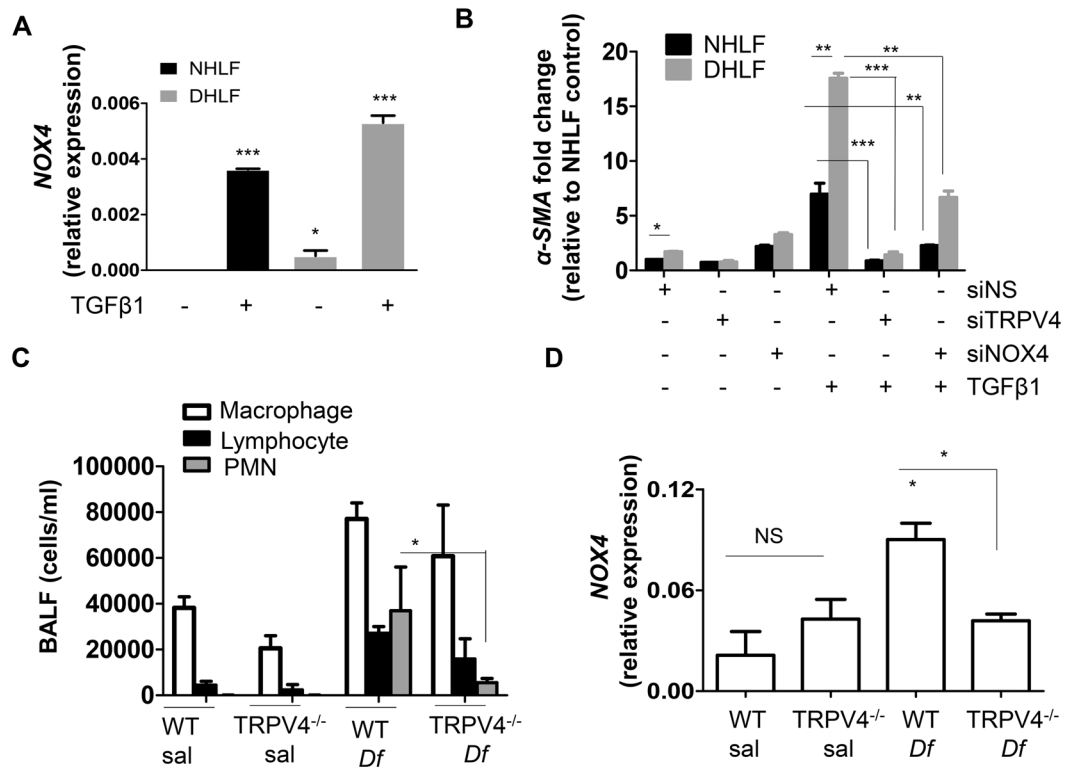 A
NHLF
DHLF
NOX4
(relative expression)
0.006
0.004
0.002
0.000
***
*
***
TGFβ1 - + - +
B
NHLF
DHLF
α-SMA fold change
(relative to NHLF control)
20
15
10
5
0
*
**
**
***
**
***
+ - - - - - siNS
- + - - + - siTRPV4
- - + - - + siNOX4
- - - + + + TGFβ1
C
Macrophage
Lymphocyte
PMN
BALF (cells/ml)
100000
80000
60000
40000
20000
0
*
WT
sal
TRPV4-/-
sal
WT
Df
TRPV4-/-
Df
D
NOX4
(relative expression)
0.12
0.06
0.00
NS
*
*
WT
sal
TRPV4-/-
sal
WT
Df
TRPV4-/-
Df